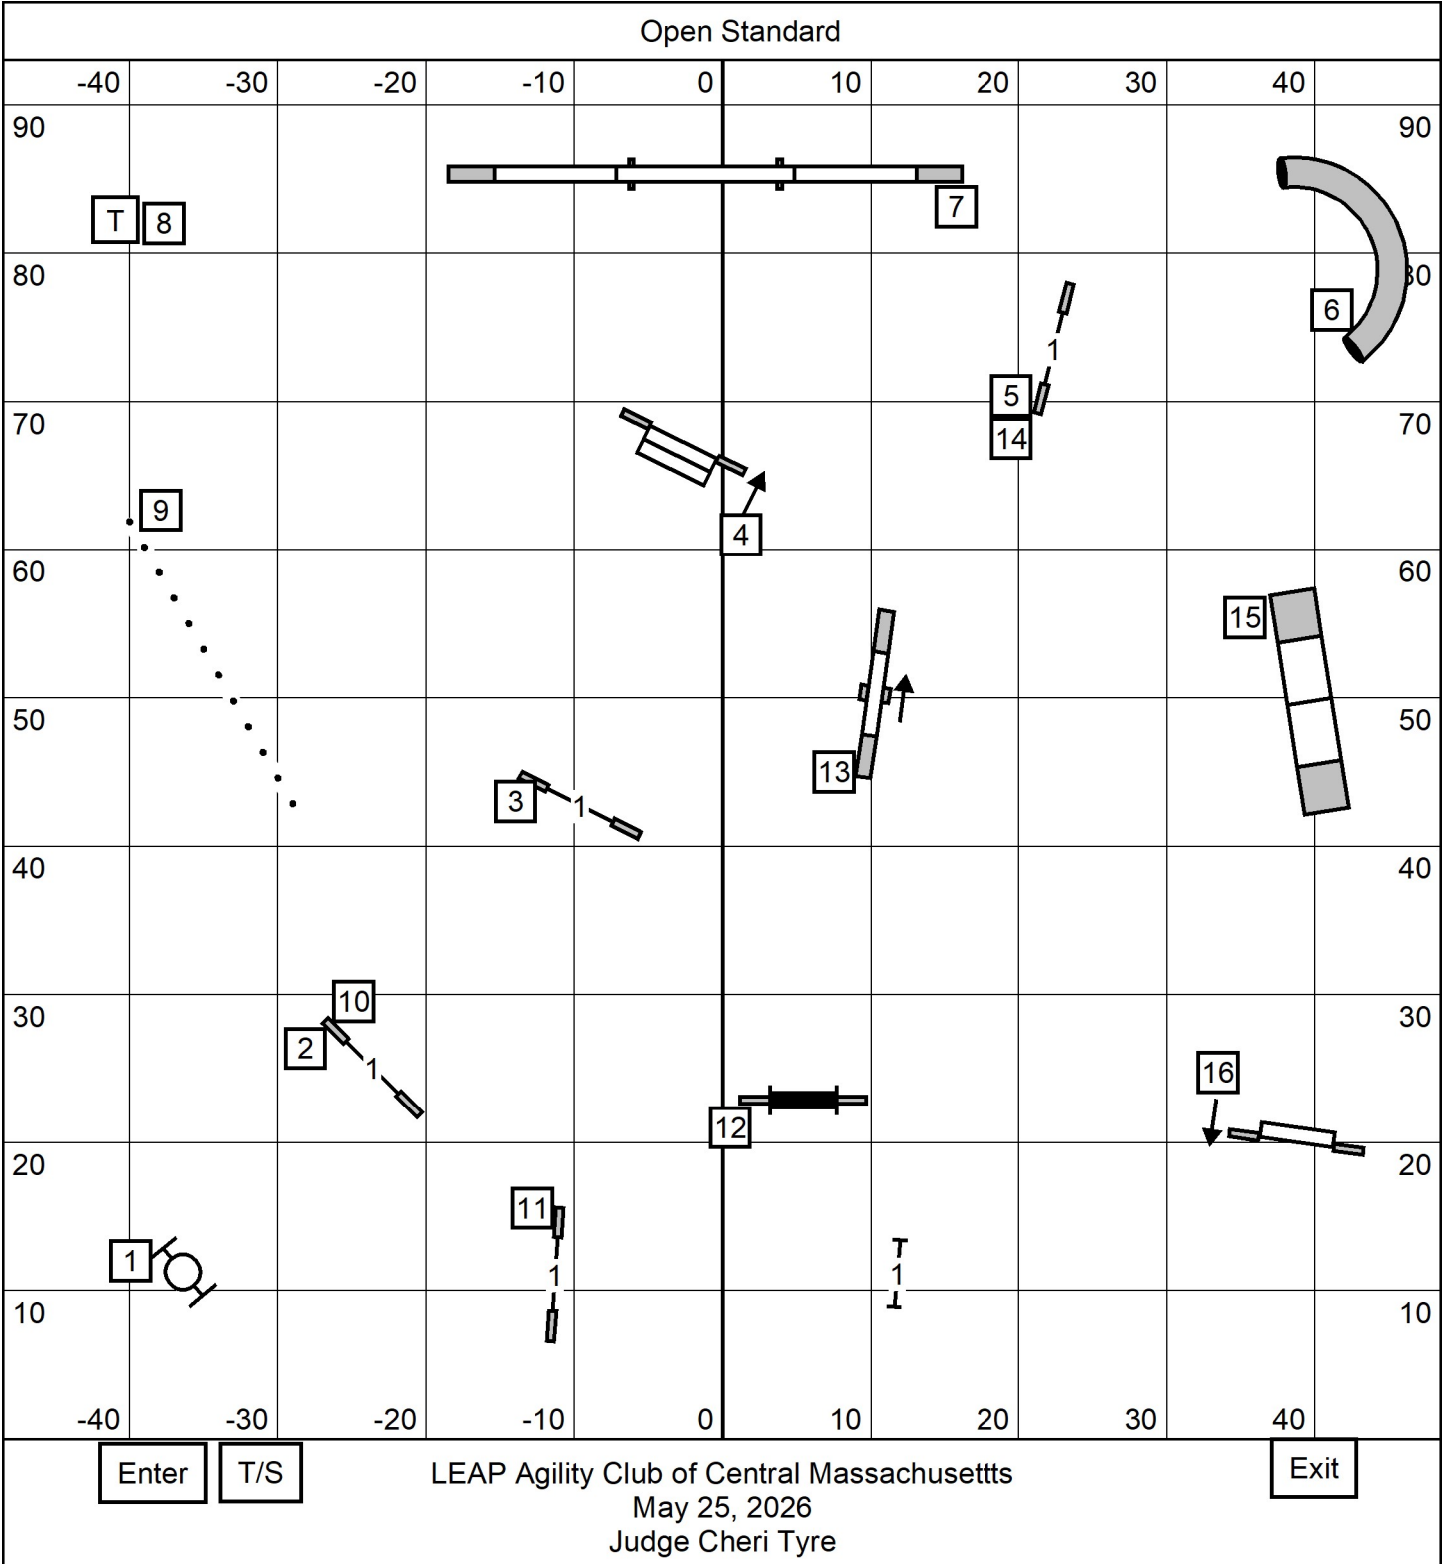 Open Standard
-40 -30 -20 -10 0 10 20 30 40
90 90
7
T 8
80 80
6
1
5
70 70
14
9
4
60 60
15
50 50
13
3 1
40 40
10
30 30
2 1
16
12
20 20
11
1 1 1
10 10
-40 -30 -20 -10 0 10 20 30 40
Enter T/S Exit
LEAP Agility Club of Central Massachusettts
May 25, 2026
Judge Cheri Tyre